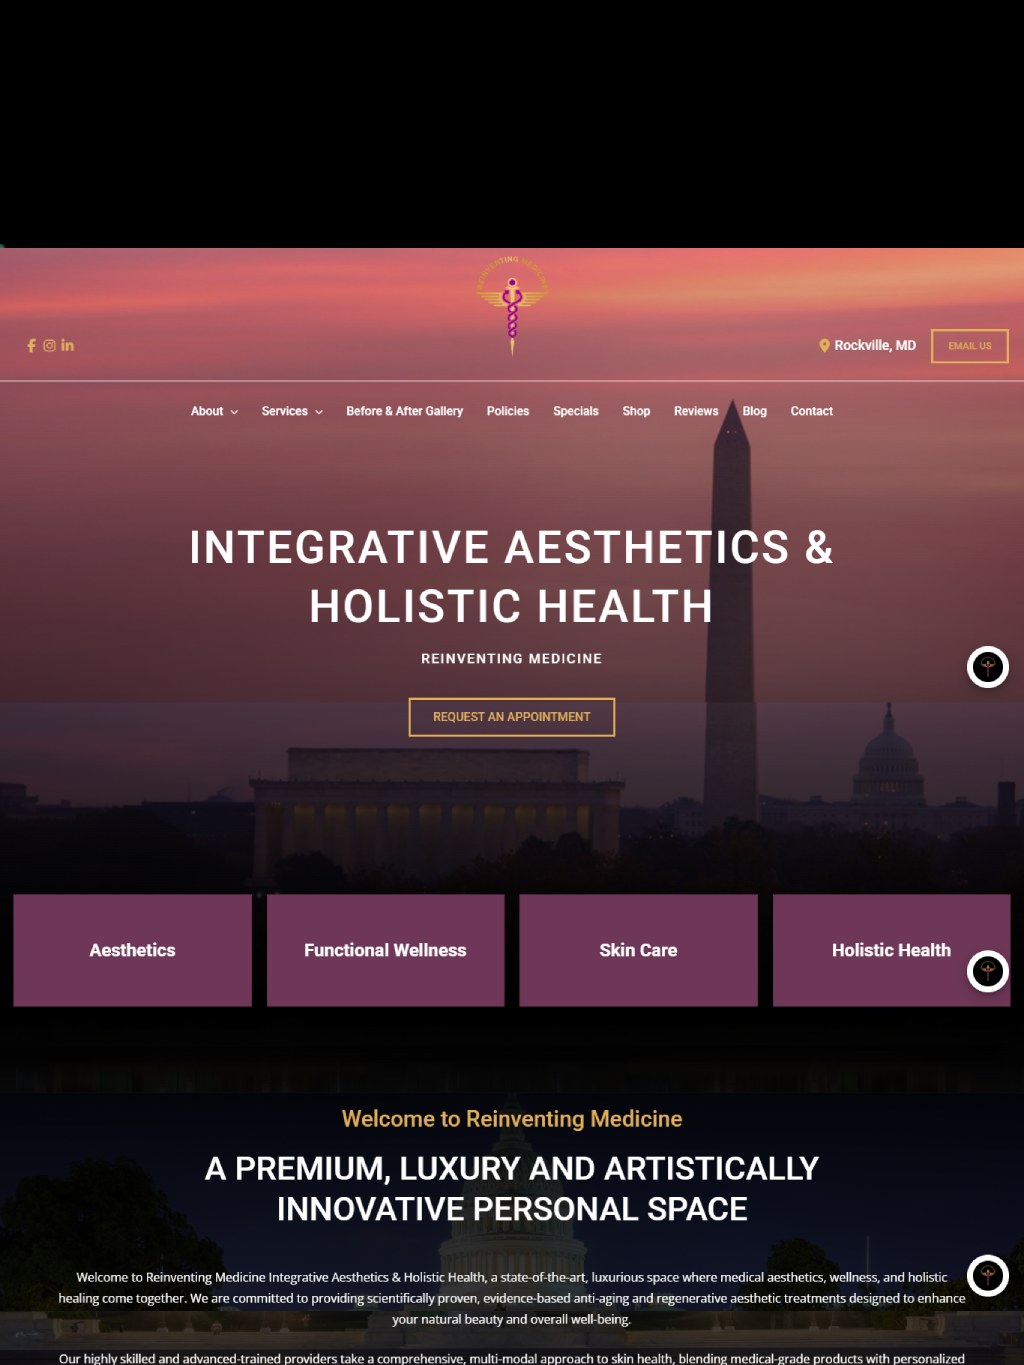 REINVENTING MEDICINE
Rockville, MD
EMAIL US
About
Services
Before & After Gallery
Policies
Specials
Shop
Reviews
Blog
Contact
INTEGRATIVE AESTHETICS &
HOLISTIC HEALTH
REINVENTING MEDICINE
REQUEST AN APPOINTMENT
Aesthetics
Functional Wellness
Skin Care
Holistic Health
Welcome to Reinventing Medicine
A PREMIUM, LUXURY AND ARTISTICALLY
INNOVATIVE PERSONAL SPACE
Welcome to Reinventing Medicine Integrative Aesthetics & Holistic Health, a state-of-the-art, luxurious space where medical aesthetics, wellness, and holistic
healing come together. We are committed to providing scientifically proven, evidence-based anti-aging and regenerative aesthetic treatments designed to enhance
your natural beauty and overall well-being.
Our highly skilled and advanced-trained providers take a comprehensive, multi-modal approach to skin health, blending medical-grade products with personalized